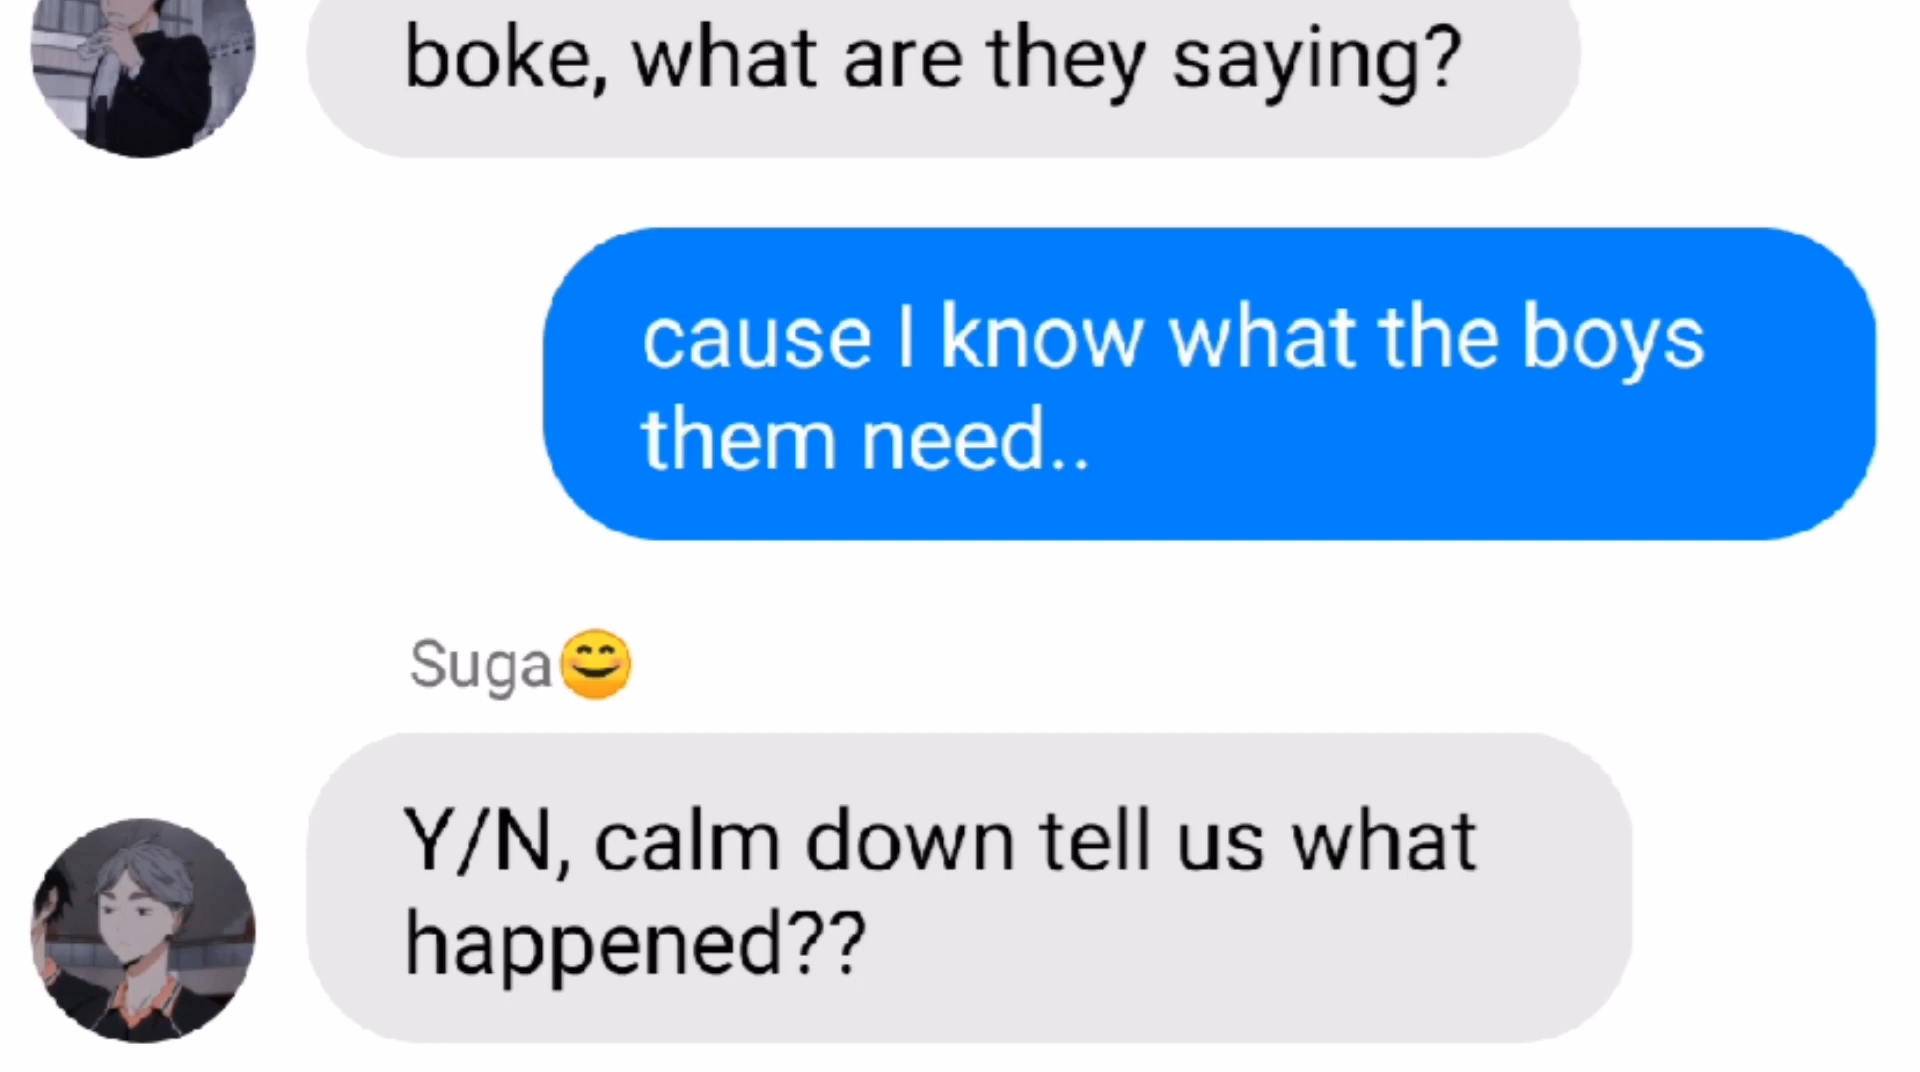 boke, what are they saying?
cause I know what the boys
them need..
Suga😊
Y/N, calm down tell us what
happened??